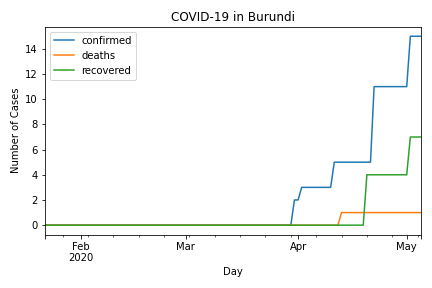 COVID-19 in Burundi
confirmed
deaths
recovered
Number of Cases
14
12
10
8
6
4
2
0
Feb
2020
Mar
Apr
May
Day